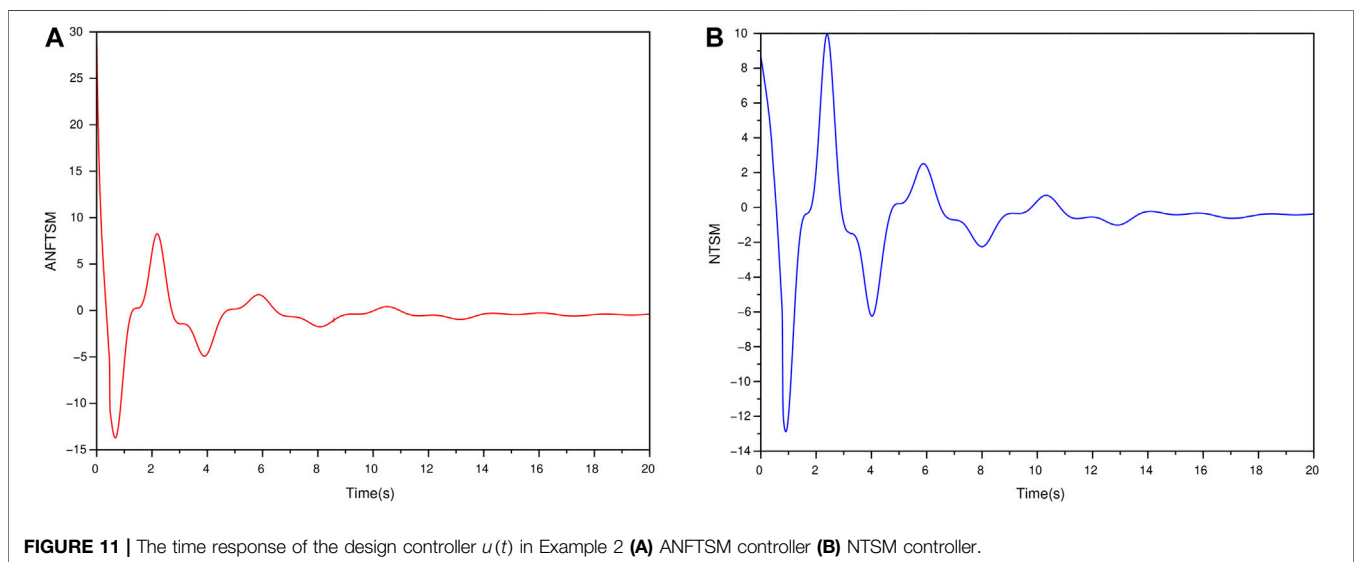 A
ANFTSM
30
25
20
15
10
5
0
−5
−10
−15
0 2 4 6 8 10 12 14 16 18 20
Time(s)
B
NTSM
10
8
6
4
2
0
−2
−4
−6
−8
−10
−12
−14
0 2 4 6 8 10 12 14 16 18 20
Time(s)
FIGURE 11 | The time response of the design controller u(t) in Example 2 (A) ANFTSM controller (B) NTSM controller.